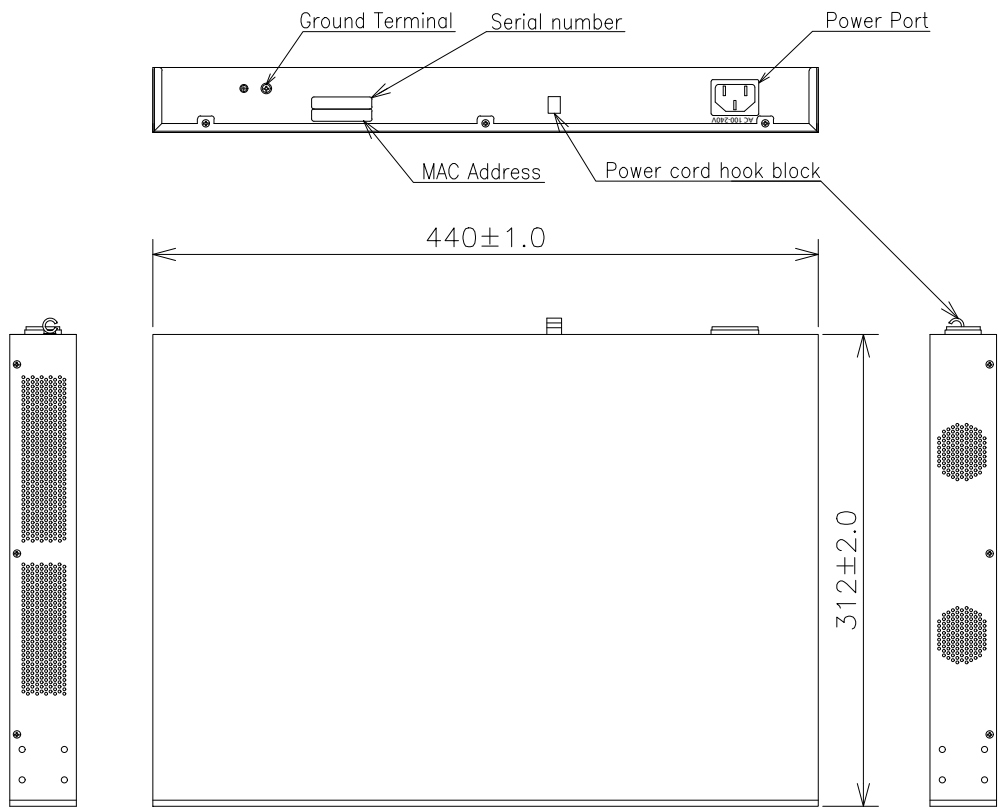 Ground Terminal
Serial number
Power Port
AC 100-240V
MAC Address
Power cord hook block
440±1.0
312±2.0